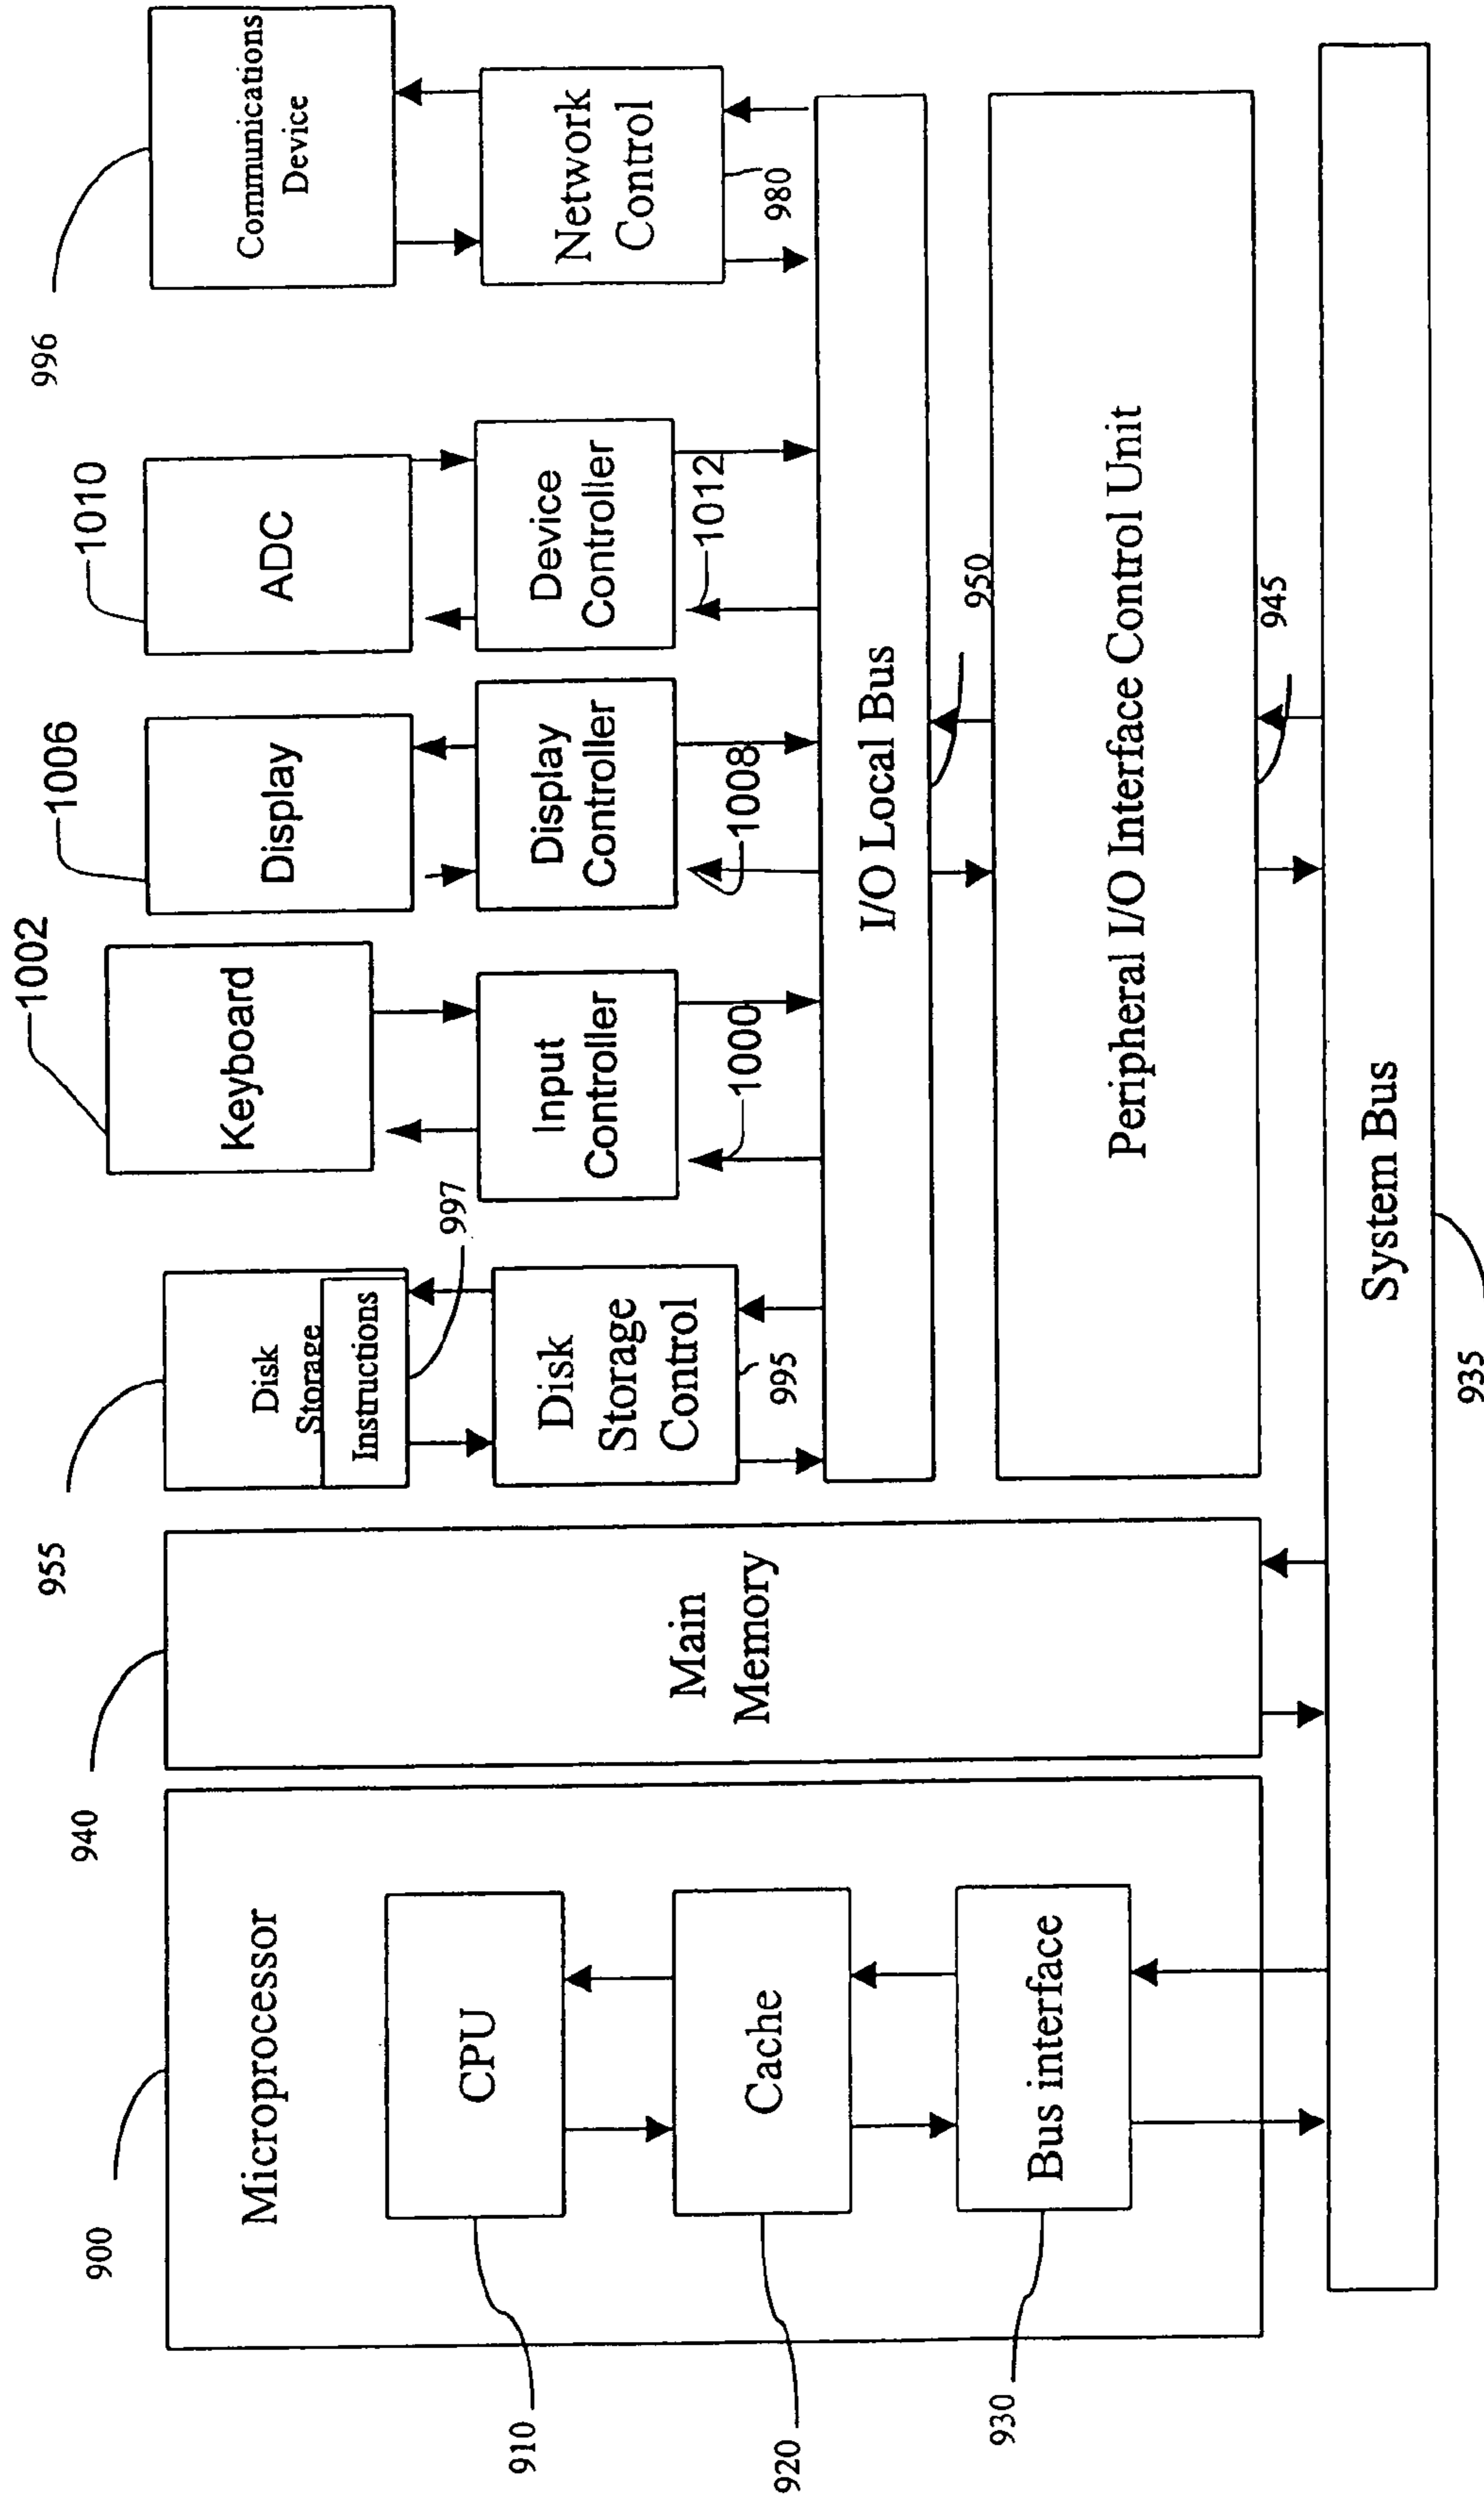 900
Microprocessor
CPU
910
Cache
920
Bus interface
930
940
Main
Memory
955
Disk
Storage
Instructions
997
Disk
Storage
Control
995
1002
Keyboard
Input
Controller
1000
1006
Display
Display
Controller
1008
1010
ADC
Device
Controller
1012
996
Communications
Device
Network
Control
980
I/O Local Bus
950
Peripheral I/O Interface Control Unit
945
System Bus
935